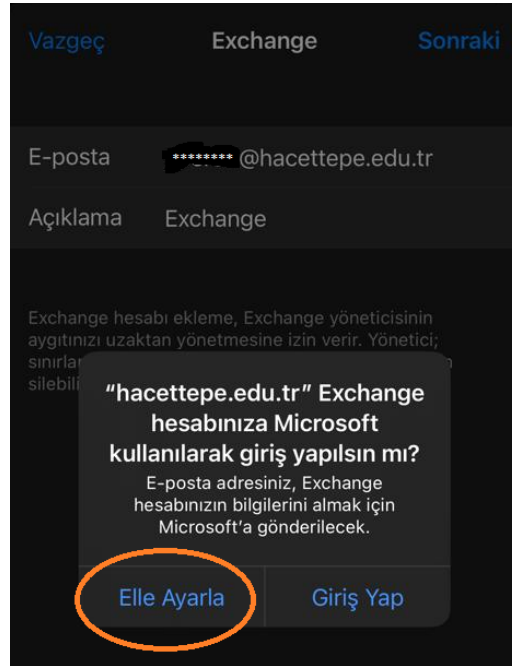 Vazgeç Exchange Sonraki
E-posta ********@hacettepe.edu.tr
Açıklama Exchange
Exchange hesabı ekleme, Exchange yöneticisinin
aygıtınızı uzaktan yönetmesine izin verir. Yönetici;
"hacettepe.edu.tr" Exchange
hesabınıza Microsoft
kullanılarak giriş yapılsın mı?
E-posta adresiniz, Exchange
hesabınızın bilgilerini almak için
Microsoft'a gönderilecek.
Elle Ayarla Giriş Yap